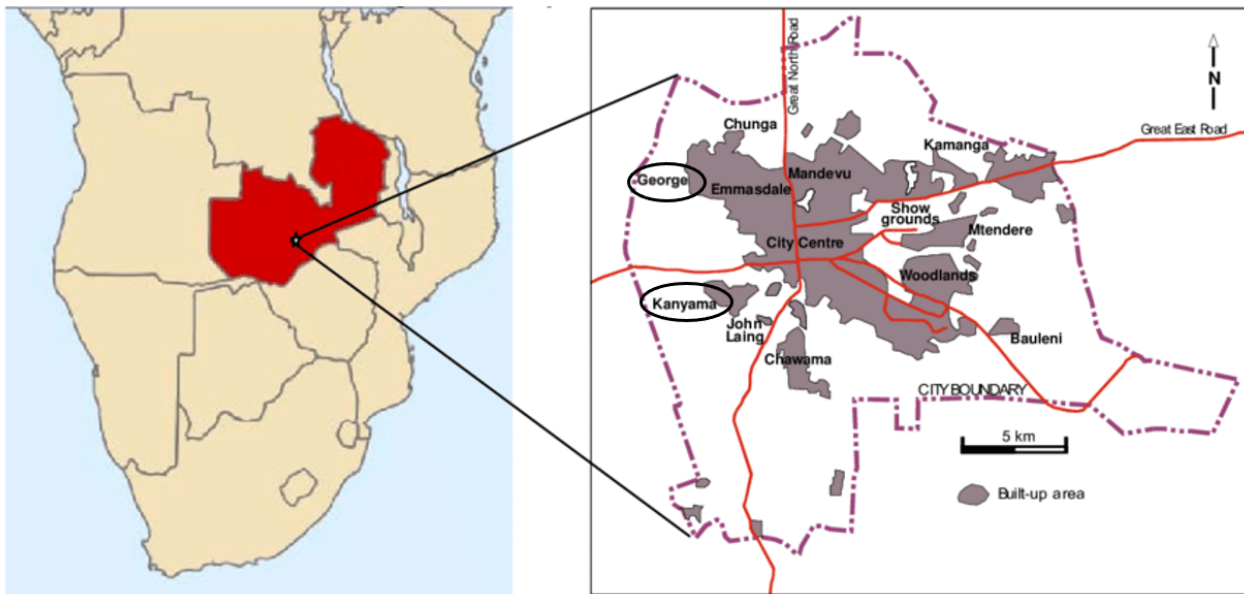 Great North Road
N
Chunga
Kamanga
Great East Road
George
Mandevu
Emmasdale
Show
grounds
Mtendere
City Centre
Woodlands
Kanyama
John
Laing
Bauleni
Chawama
CITY BOUNDARY
5 km
Built-up area